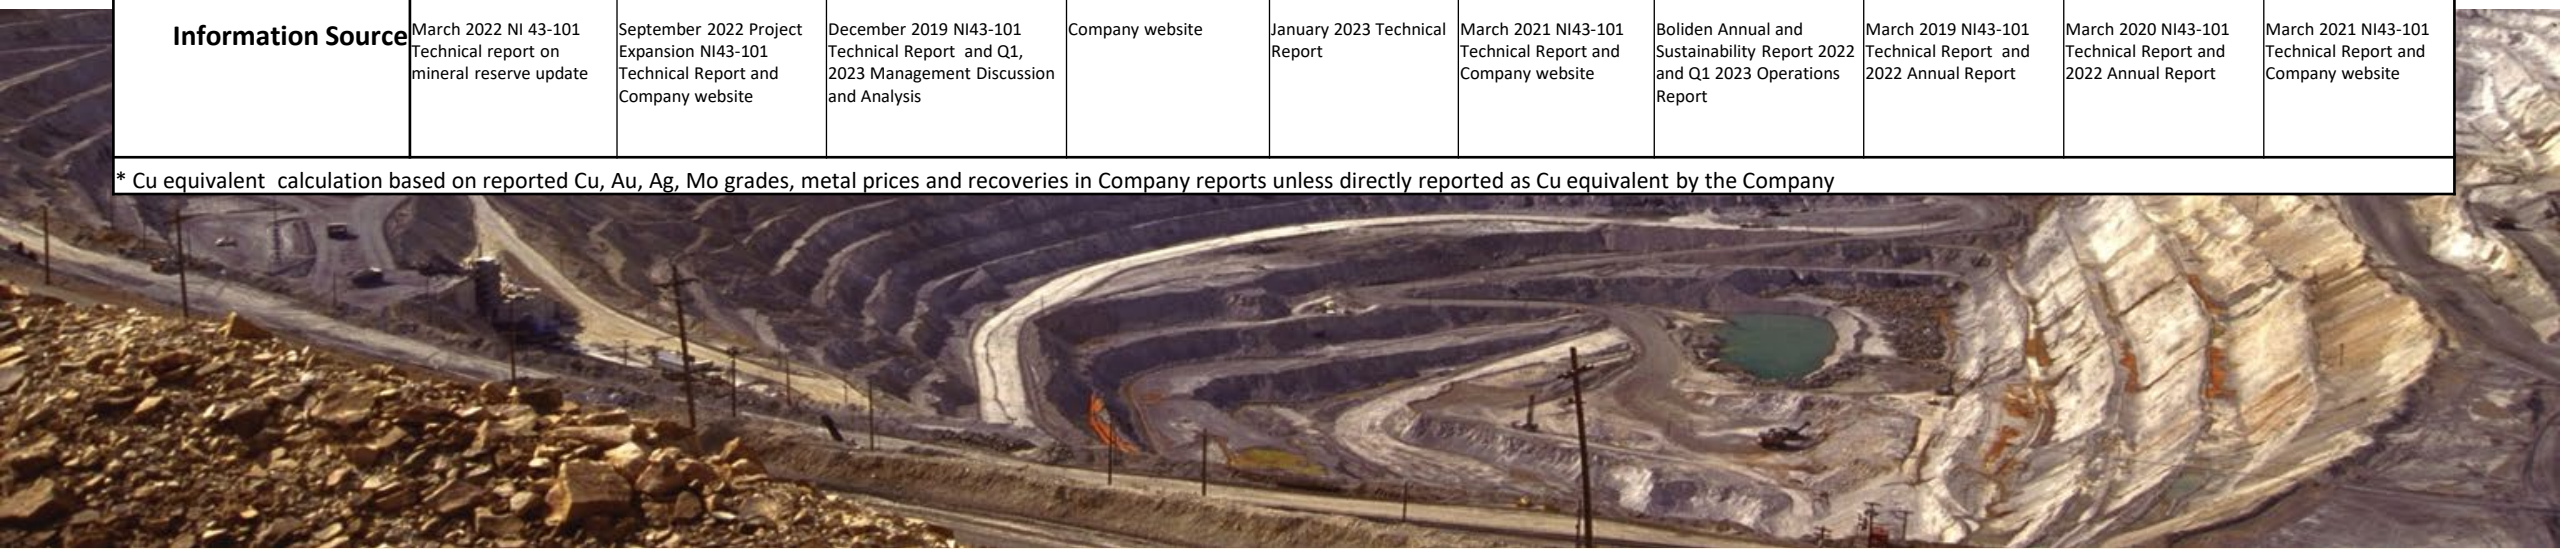 Information Source
March 2022 NI 43-101
Technical report on
mineral reserve update
September 2022 Project
Expansion NI43-101
Technical Report and
Company website
December 2019 NI43-101
Technical Report  and Q1,
2023 Management Discussion
and Analysis
Company website
January 2023 Technical
Report
March 2021 NI43-101
Technical Report and
Company website
Boliden Annual and
Sustainability Report 2022
and Q1 2023 Operations
Report
March 2019 NI43-101
Technical Report  and
2022 Annual Report
March 2020 NI43-101
Technical Report and
2022 Annual Report
March 2021 NI43-101
Technical Report and
Company website
* Cu equivalent  calculation based on reported Cu, Au, Ag, Mo grades, metal prices and recoveries in Company reports unless directly reported as Cu equivalent by the Company